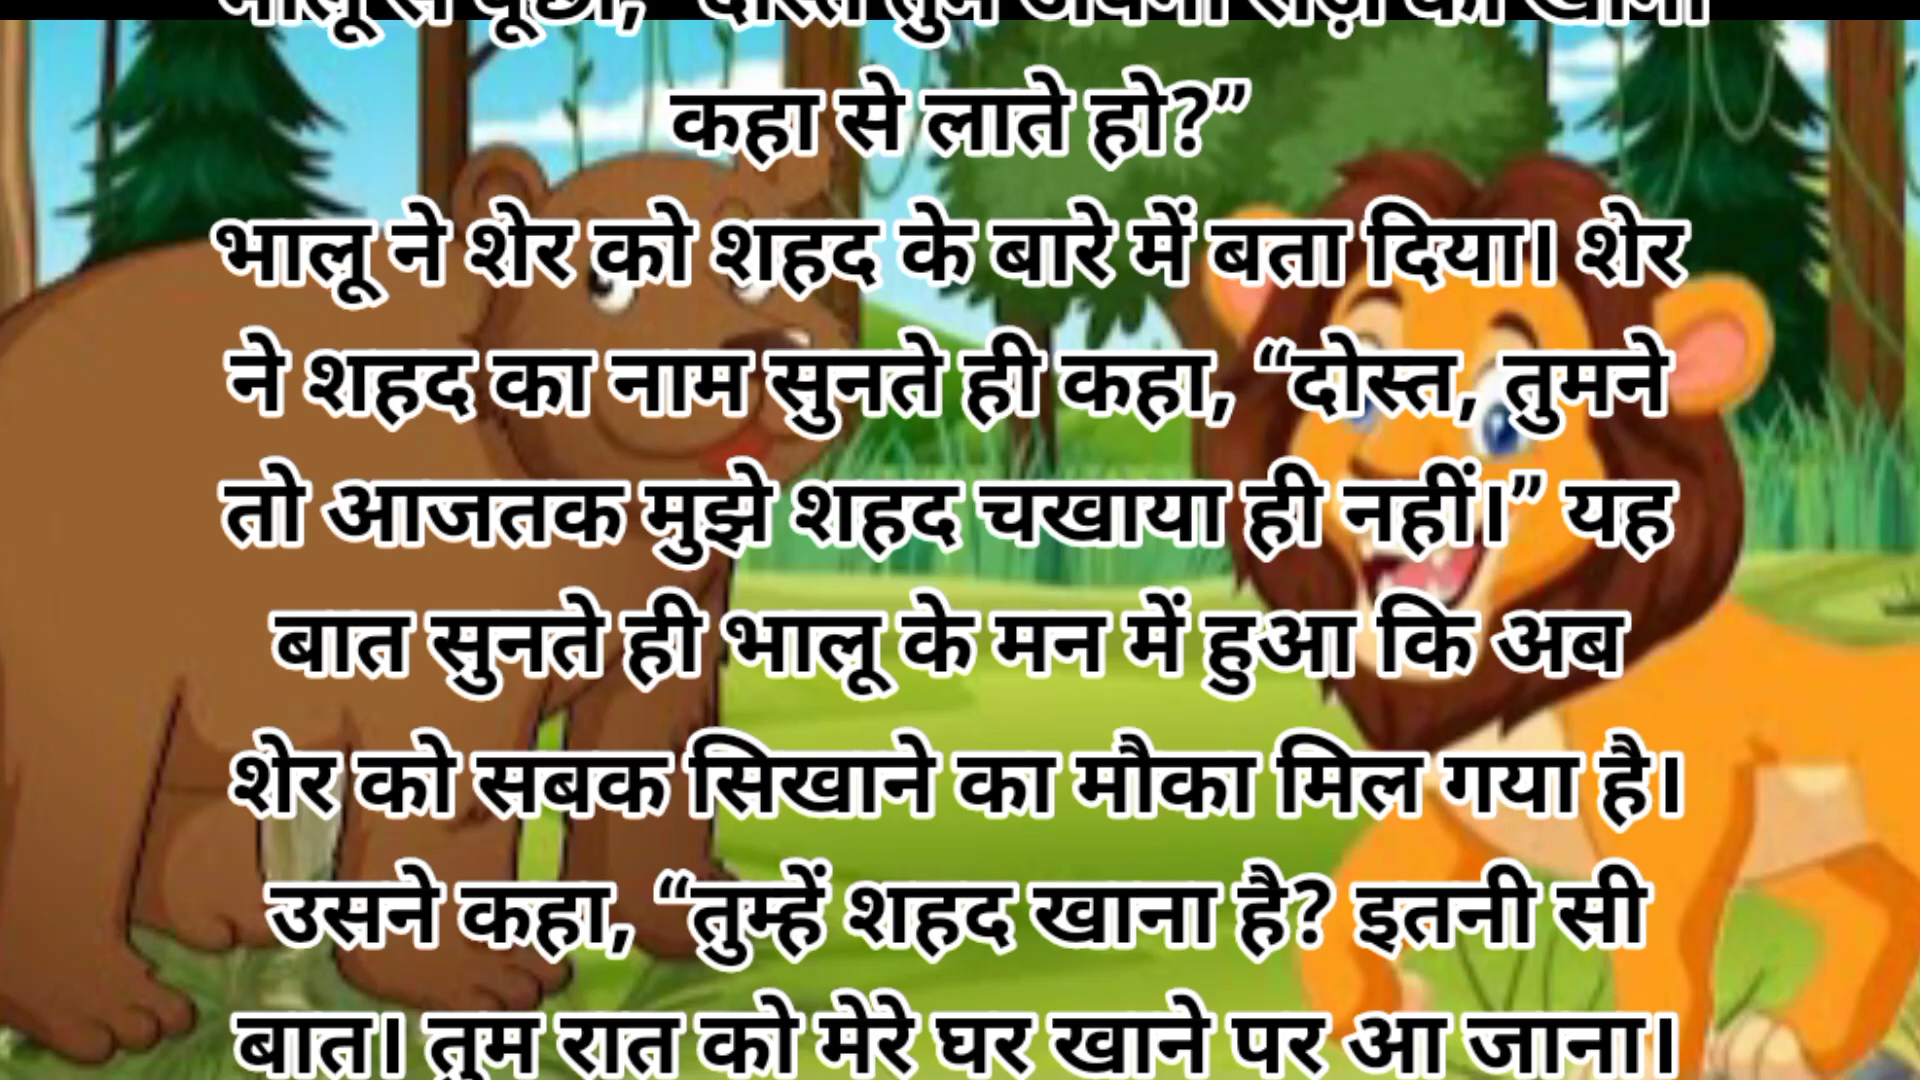 भालू से पूछा, “दोस्त तुम
कहा से लाते हो?”
भालू ने शेर को शहद के बारे में बता दिया। शेर
ने शहद का नाम सुनते ही कहा, “दोस्त, तुमने
तो आजतक मुझे शहद चखाया ही नहीं।” यह
बात सुनते ही भालू के मन में हुआ कि अब
शेर को सबक सिखाने का मौका मिल गया है।
उसने कहा, “तुम्हें शहद खाना है? इतनी सी
बात। तुम रात को मेरे घर खाने पर आ जाना।